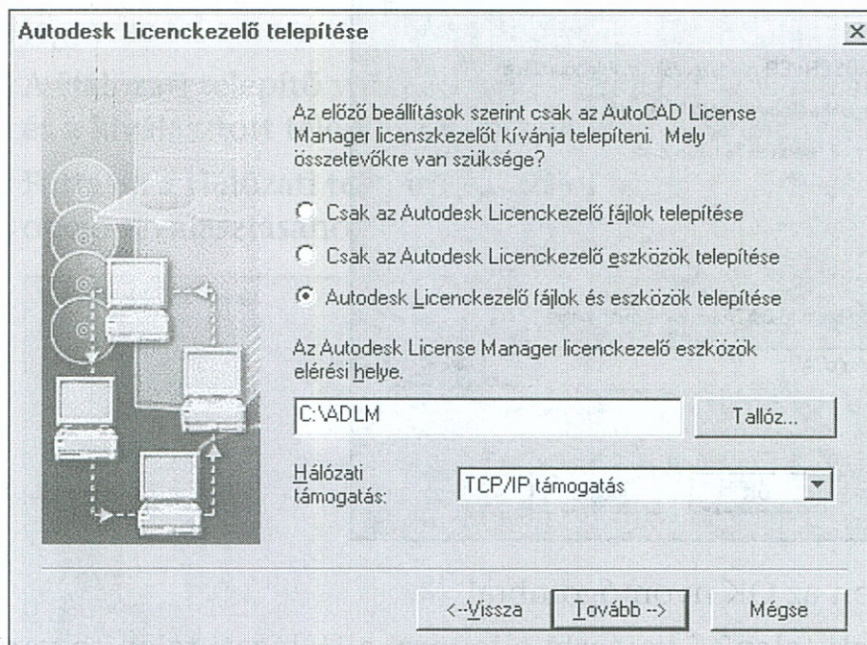 Autodesk Licenckezelő telepítése
Az előző beállítások szerint csak az AutoCAD License
Manager licenszkezelőt kívánja telepíteni. Mely
összetevőkre van szüksége?
Csak az Autodesk Licenckezelő fájlok telepítése
Csak az Autodesk Licenckezelő eszközök telepítése
Autodesk Licenckezelő fájlok és eszközök telepítése
Az Autodesk License Manager licenckezelő eszközök
elérési helye.
C:\ADLM
Tallóz...
Hálózati
támogatás:
TCP/IP támogatás
<--Vissza
Tovább -->
Mégse